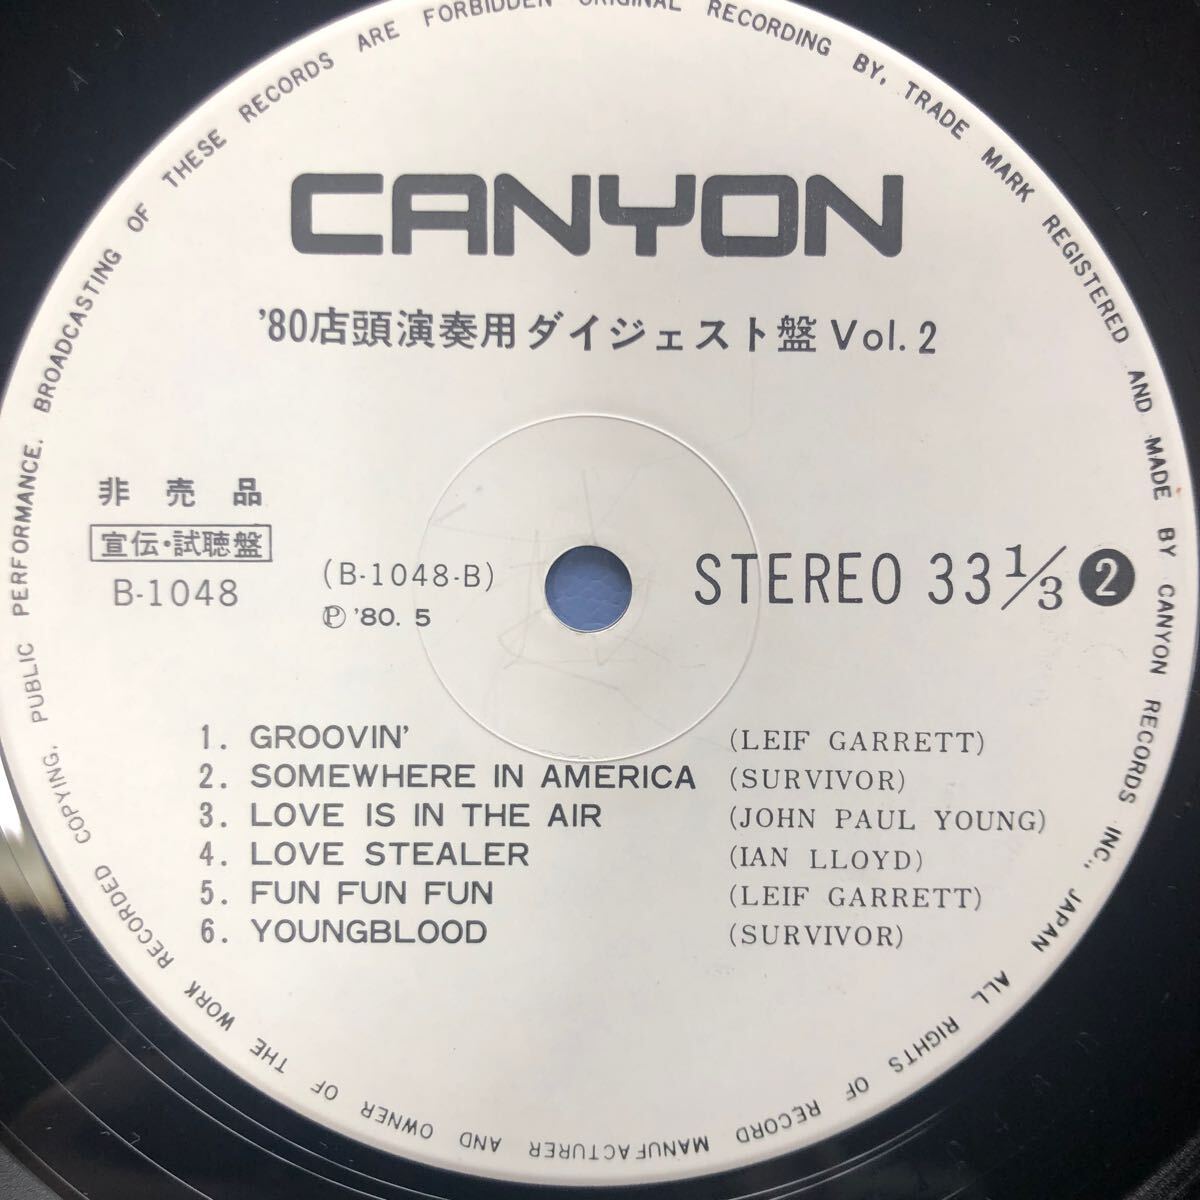 CANYON
'80店頭演奏用ダイジェスト盤 Vol. 2
非売品
宣伝・試聴盤
B-1048
(B-1048-B)
Ⓟ '80. 5
STEREO 33 1/3 2
1. GROOVIN' (LEIF GARRETT)
2. SOMEWHERE IN AMERICA (SURVIVOR)
3. LOVE IS IN THE AIR (JOHN PAUL YOUNG)
4. LOVE STEALER (IAN LLOYD)
5. FUN FUN FUN (LEIF GARRETT)
6. YOUNGBLOOD (SURVIVOR)
ORIGINAL RECORDING BY, TRADE MARK REGISTERED AND MADE BY CANYON RECORDS INC., JAPAN ALL RIGHTS OF RECORD MANUFACTURER AND OWNER OF THE WORK RECORDED COPYING, PUBLIC PERFORMANCE, BROADCASTING OF THESE RECORDS ARE FORBIDDEN